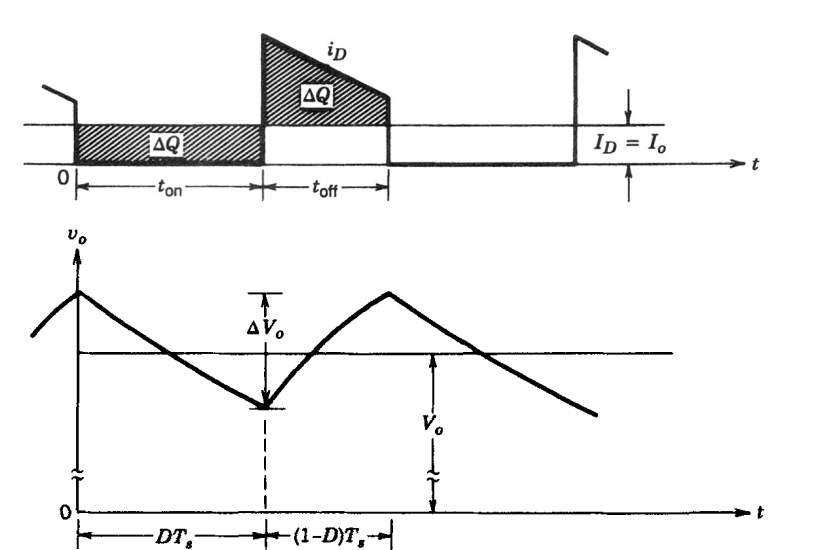 i_D
ΔQ
ΔQ
I_D = I_o
t
0
t_on
t_off
v_o
ΔV_o
V_o
0
t
DT_s
(1-D)T_s